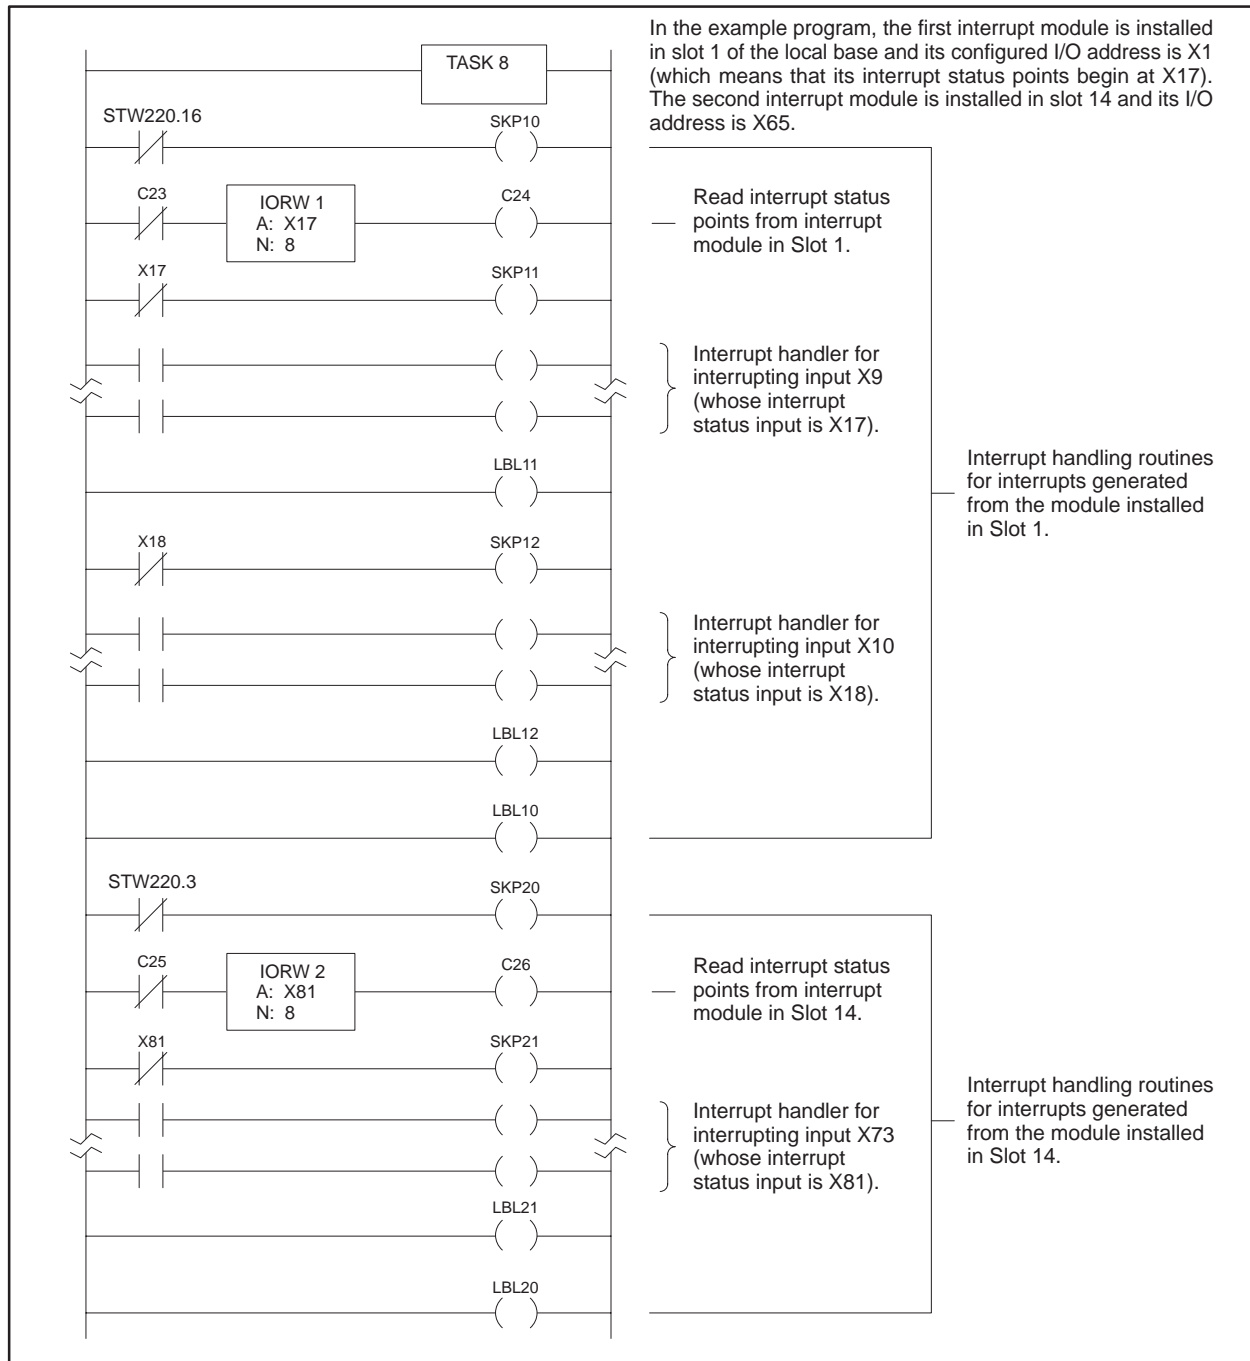 In the example program, the first interrupt module is installed
in slot 1 of the local base and its configured I/O address is X1
(which means that its interrupt status points begin at X17).
The second interrupt module is installed in slot 14 and its I/O
address is X65.
TASK 8
STW220.16
SKP10
C23
IORW 1
A: X17
N: 8
C24
Read interrupt status
points from interrupt
module in Slot 1.
X17
SKP11
Interrupt handler for
interrupting input X9
(whose interrupt
status input is X17).
LBL11
Interrupt handling routines
for interrupts generated
from the module installed
in Slot 1.
X18
SKP12
Interrupt handler for
interrupting input X10
(whose interrupt
status input is X18).
LBL12
LBL10
STW220.3
SKP20
C25
IORW 2
A: X81
N: 8
C26
Read interrupt status
points from interrupt
module in Slot 14.
X81
SKP21
Interrupt handler for
interrupting input X73
(whose interrupt
status input is X81).
Interrupt handling routines
for interrupts generated
from the module installed
in Slot 14.
LBL21
LBL20